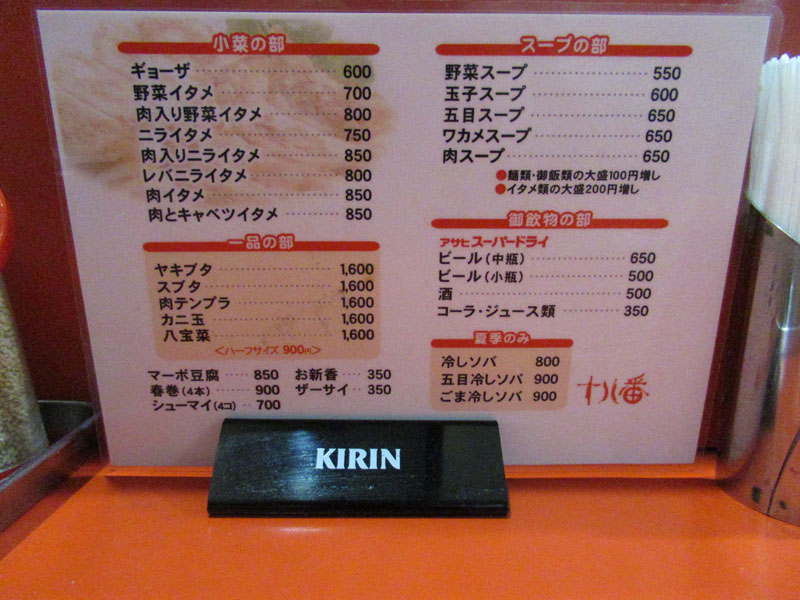 小菜の部
ギョーザ 600
野菜イタメ 700
肉入り野菜イタメ 800
ニライタメ 750
肉入りニライタメ 850
レバニライタメ 800
肉イタメ 850
肉とキャベツイタメ 850
一品の部
ヤキブタ 1,600
スブタ 1,600
肉テンプラ 1,600
カニ玉 1,600
八宝菜 1,600
<ハーフサイズ 900円>
マーボ豆腐 850 お新香 350
春巻(4本) 900 ザーサイ 350
シューマイ(4コ) 700
スープの部
野菜スープ 550
玉子スープ 600
五目スープ 650
ワカメスープ 650
肉スープ 650
●麺類・御飯類の大盛100円増し
●イタメ類の大盛200円増し
御飲物の部
アサヒスーパードライ
ビール(中瓶) 650
ビール(小瓶) 500
酒 500
コーラ・ジュース類 350
夏季のみ
冷しソバ 800
五目冷しソバ 900
ごま冷しソバ 900
KIRIN